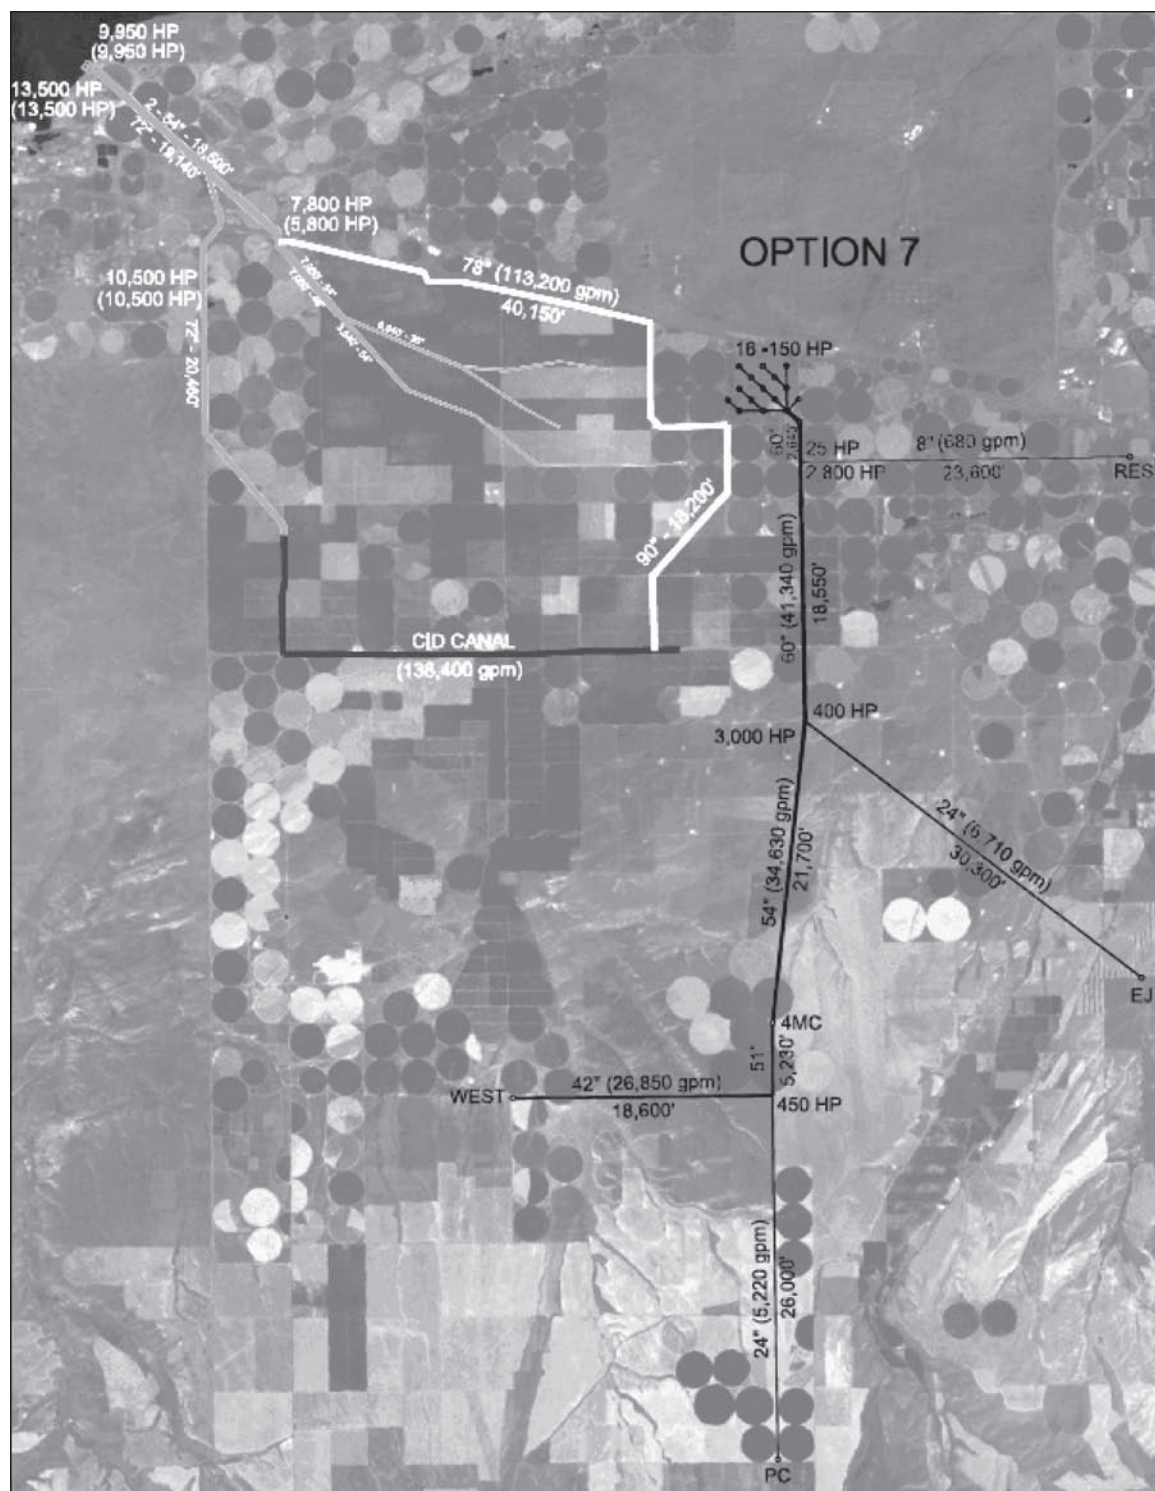 9,950 HP
(9,950 HP)
13,500 HP
(13,500 HP)
2 - 54" - 18,500'
72" - 19,140'
7,800 HP
(5,800 HP)
OPTION 7
78" (113,200 gpm)
40,150'
10,500 HP
(10,500 HP)
72" - 20,460'
16 -150 HP
60"
2,640'
25 HP
2,800 HP
8" (680 gpm)
23,600'
RES
90" - 18,200'
60" (41,340 gpm)
18,550'
CID CANAL
(138,400 gpm)
400 HP
3,000 HP
54" (34,630 gpm)
21,700'
24" (6,710 gpm)
30,300'
EJ
4MC
51"
5,230'
42" (26,850 gpm)
WEST
18,600'
450 HP
24" (5,220 gpm)
26,000'
PC